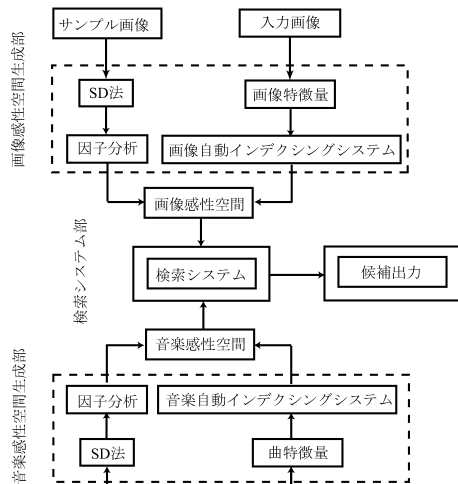 サンプル画像
入力画像
画像感性空間生成部
SD法
画像特徴量
因子分析
画像自動インデクシングシステム
画像感性空間
検索システム部
検索システム
候補出力
音楽感性空間
音楽感性空間生成部
因子分析
音楽自動インデクシングシステム
SD法
曲特徴量